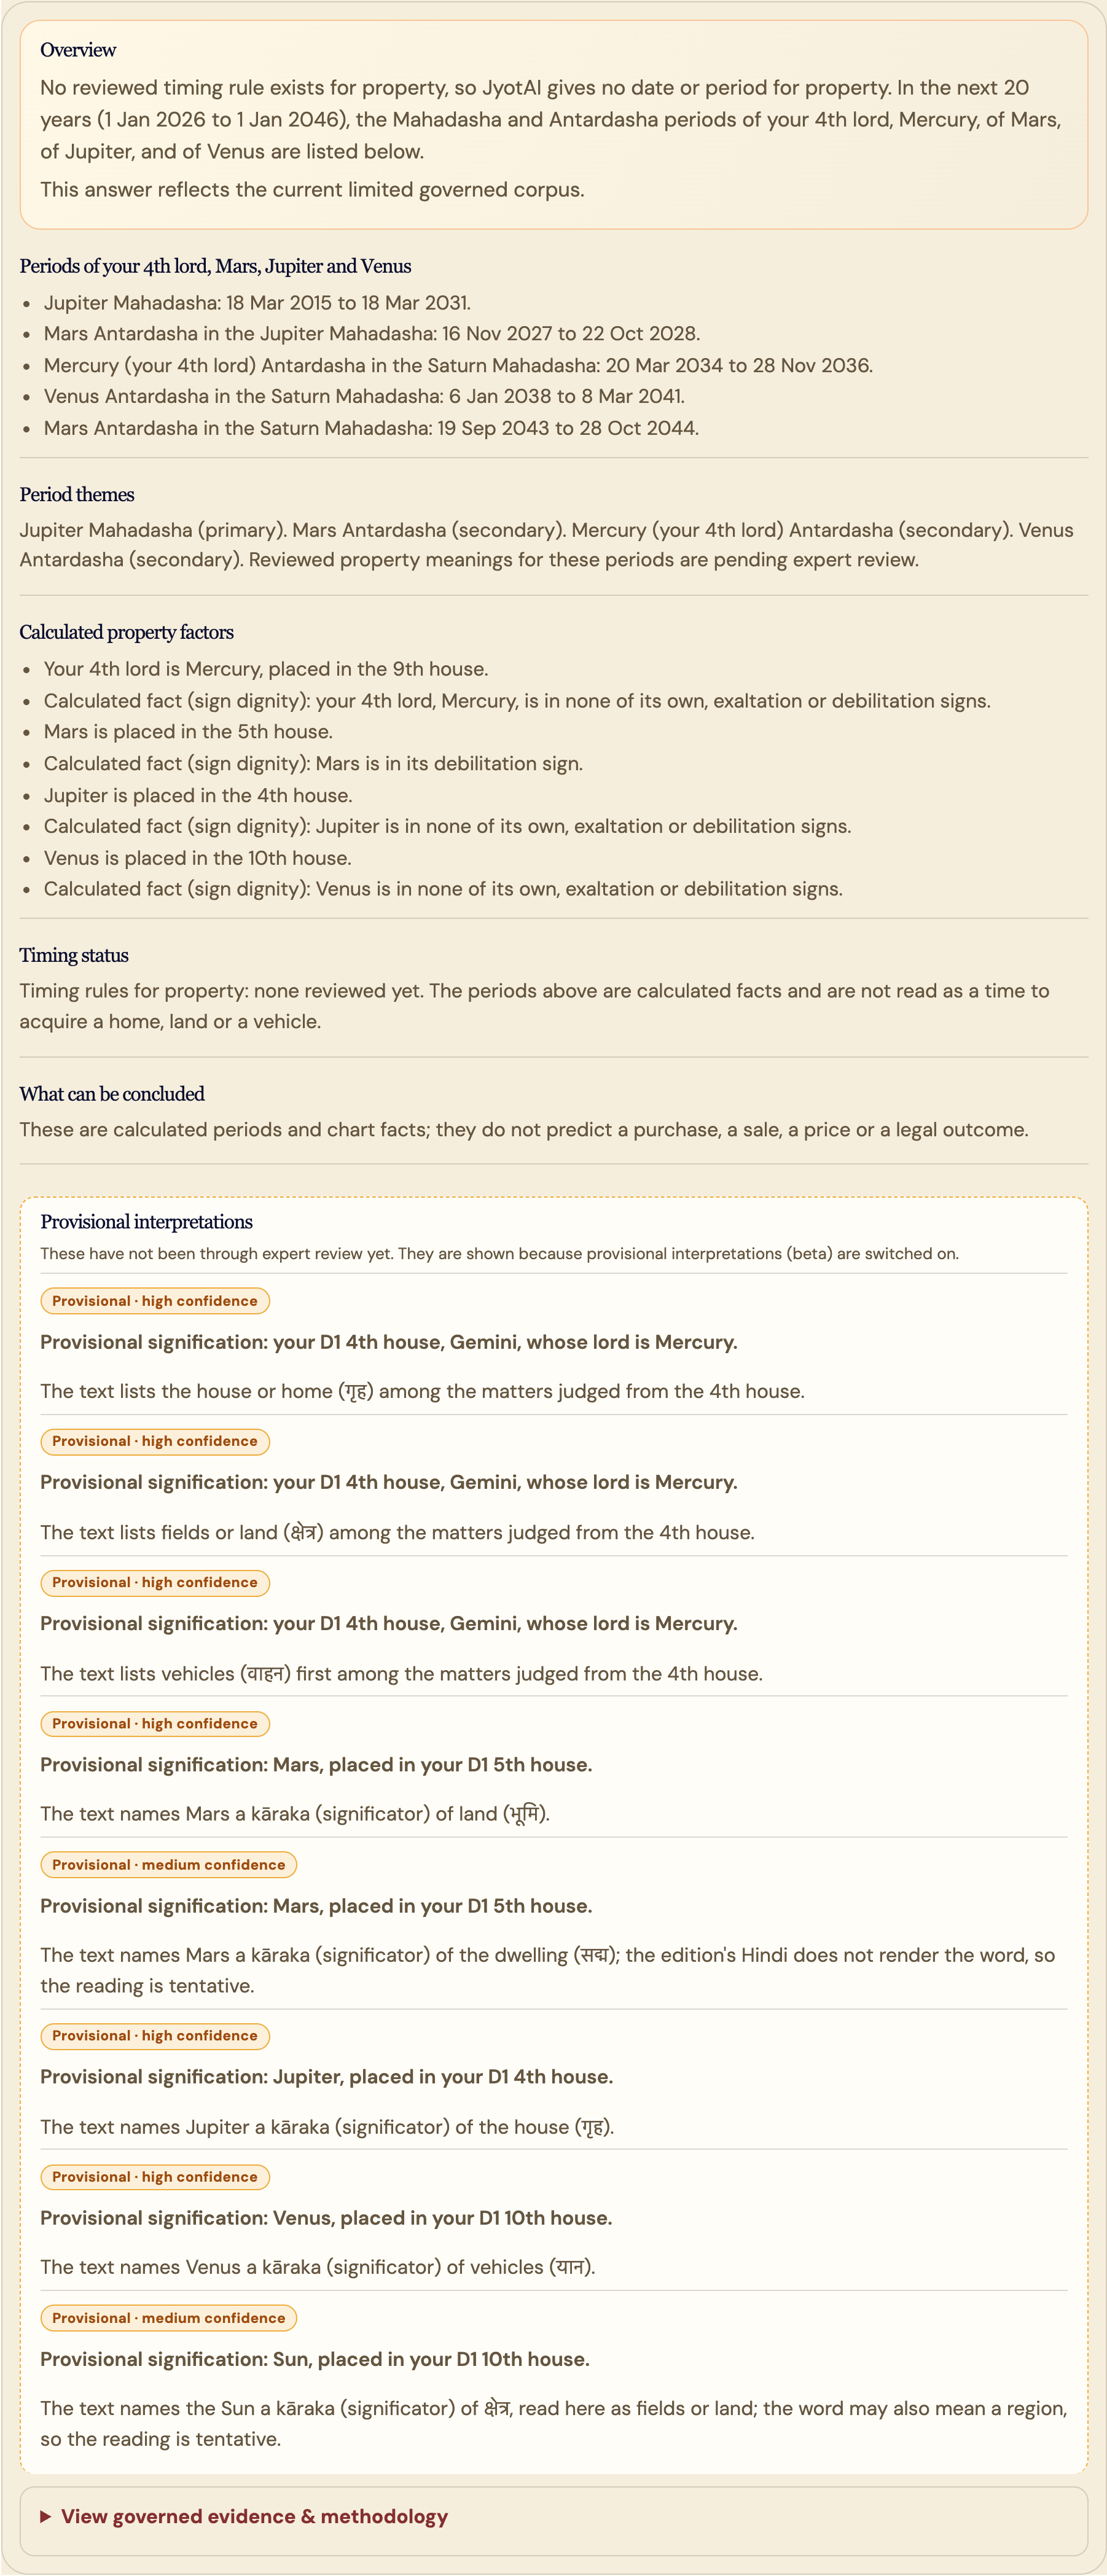 Overview
No reviewed timing rule exists for property, so JyotAI gives no date or period for property. In the next 20
years (1 Jan 2026 to 1 Jan 2046), the Mahadasha and Antardasha periods of your 4th lord, Mercury, of Mars,
of Jupiter, and of Venus are listed below.
This answer reflects the current limited governed corpus.
Periods of your 4th lord, Mars, Jupiter and Venus
• Jupiter Mahadasha: 18 Mar 2015 to 18 Mar 2031.
• Mars Antardasha in the Jupiter Mahadasha: 16 Nov 2027 to 22 Oct 2028.
• Mercury (your 4th lord) Antardasha in the Saturn Mahadasha: 20 Mar 2034 to 28 Nov 2036.
• Venus Antardasha in the Saturn Mahadasha: 6 Jan 2038 to 8 Mar 2041.
• Mars Antardasha in the Saturn Mahadasha: 19 Sep 2043 to 28 Oct 2044.
Period themes
Jupiter Mahadasha (primary). Mars Antardasha (secondary). Mercury (your 4th lord) Antardasha (secondary). Venus
Antardasha (secondary). Reviewed property meanings for these periods are pending expert review.
Calculated property factors
• Your 4th lord is Mercury, placed in the 9th house.
• Calculated fact (sign dignity): your 4th lord, Mercury, is in none of its own, exaltation or debilitation signs.
• Mars is placed in the 5th house.
• Calculated fact (sign dignity): Mars is in its debilitation sign.
• Jupiter is placed in the 4th house.
• Calculated fact (sign dignity): Jupiter is in none of its own, exaltation or debilitation signs.
• Venus is placed in the 10th house.
• Calculated fact (sign dignity): Venus is in none of its own, exaltation or debilitation signs.
Timing status
Timing rules for property: none reviewed yet. The periods above are calculated facts and are not read as a time to
acquire a home, land or a vehicle.
What can be concluded
These are calculated periods and chart facts; they do not predict a purchase, a sale, a price or a legal outcome.
Provisional interpretations
These have not been through expert review yet. They are shown because provisional interpretations (beta) are switched on.
Provisional · high confidence
Provisional signification: your D1 4th house, Gemini, whose lord is Mercury.
The text lists the house or home (गृह) among the matters judged from the 4th house.
Provisional · high confidence
Provisional signification: your D1 4th house, Gemini, whose lord is Mercury.
The text lists fields or land (क्षेत्र) among the matters judged from the 4th house.
Provisional · high confidence
Provisional signification: your D1 4th house, Gemini, whose lord is Mercury.
The text lists vehicles (वाहन) first among the matters judged from the 4th house.
Provisional · high confidence
Provisional signification: Mars, placed in your D1 5th house.
The text names Mars a kāraka (significator) of land (भूमि).
Provisional · medium confidence
Provisional signification: Mars, placed in your D1 5th house.
The text names Mars a kāraka (significator) of the dwelling (सद्म); the edition's Hindi does not render the word, so
the reading is tentative.
Provisional · high confidence
Provisional signification: Jupiter, placed in your D1 4th house.
The text names Jupiter a kāraka (significator) of the house (गृह).
Provisional · high confidence
Provisional signification: Venus, placed in your D1 10th house.
The text names Venus a kāraka (significator) of vehicles (यान).
Provisional · medium confidence
Provisional signification: Sun, placed in your D1 10th house.
The text names the Sun a kāraka (significator) of क्षेत्र, read here as fields or land; the word may also mean a region,
so the reading is tentative.
▶ View governed evidence & methodology